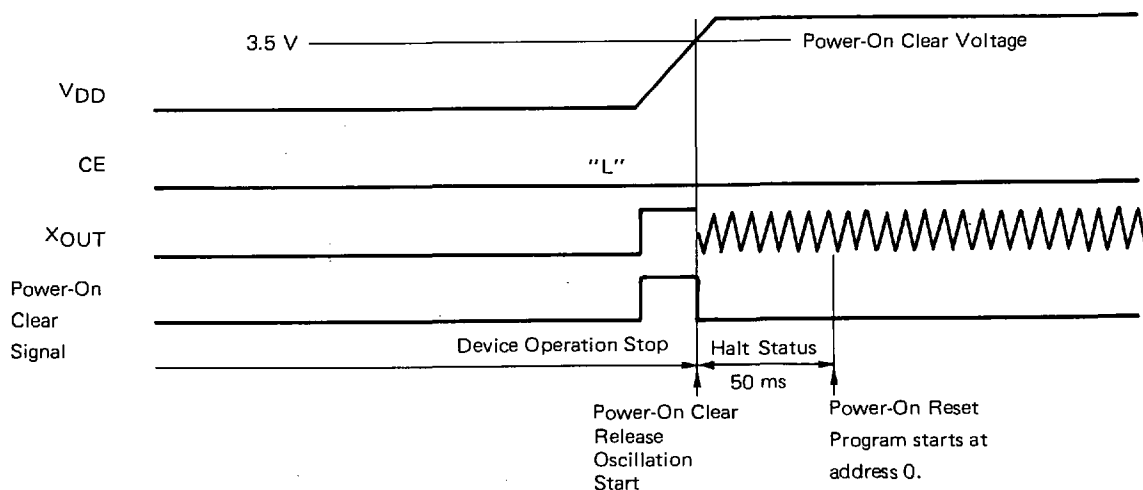 3.5 V
Power-On Clear Voltage
VDD
CE
"L"
XOUT
Power-On
Clear
Signal
Device Operation Stop
Halt Status
50 ms
Power-On Clear
Release
Oscillation
Start
Power-On Reset
Program starts at
address 0.